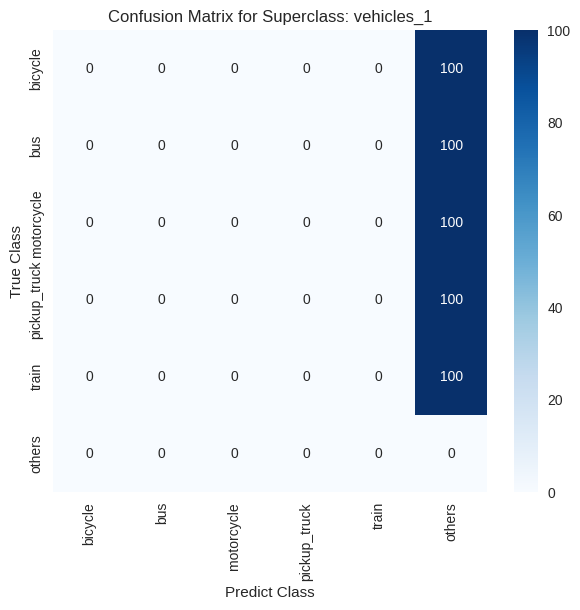 Confusion Matrix for Superclass: vehicles_1
True Class
bicycle 0 0 0 0 0 100
bus 0 0 0 0 0 100
motorcycle 0 0 0 0 0 100
pickup_truck 0 0 0 0 0 100
train 0 0 0 0 0 100
others 0 0 0 0 0 0
bicycle bus motorcycle pickup_truck train others
Predict Class
100
80
60
40
20
0